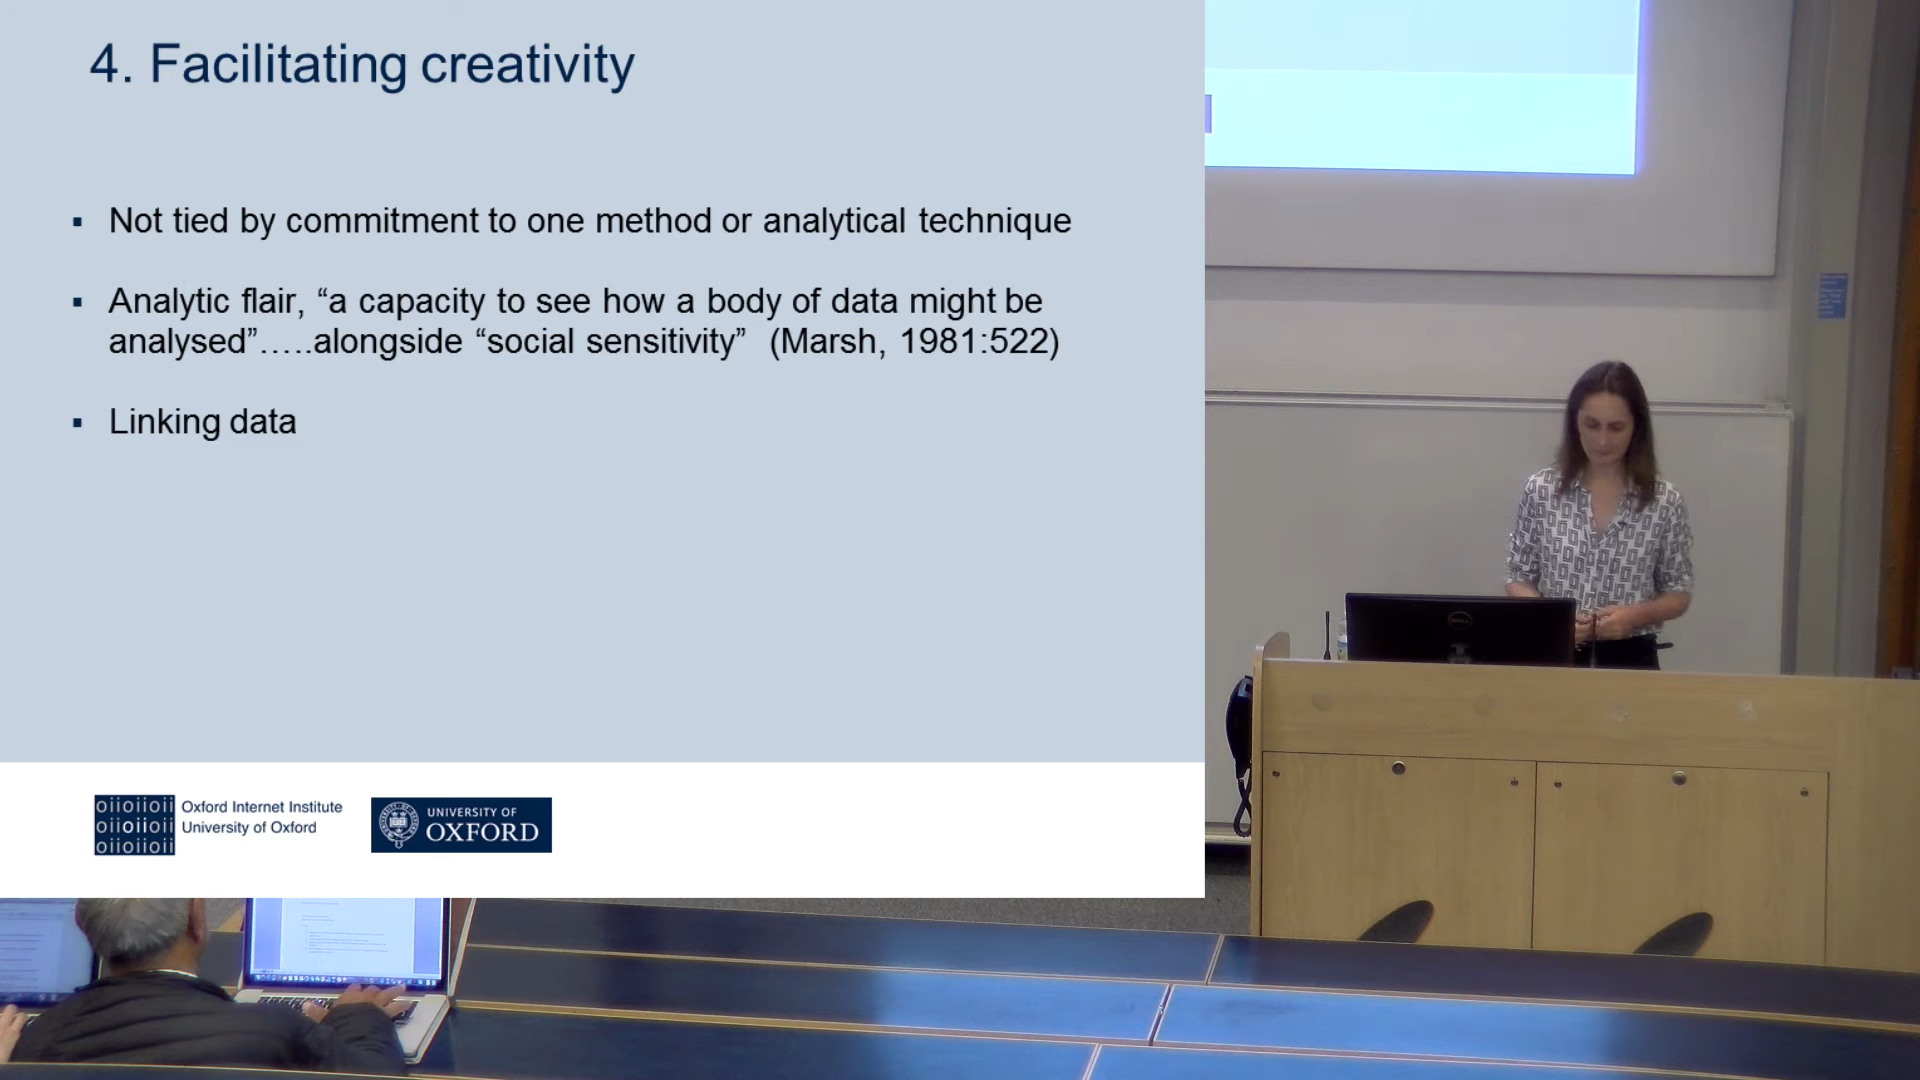 4. Facilitating creativity
▪ Not tied by commitment to one method or analytical technique
▪ Analytic flair, “a capacity to see how a body of data might be
analysed”…..alongside “social sensitivity”  (Marsh, 1981:522)
▪ Linking data
oiioiioii
oiioiioii
oiioiioii
Oxford Internet Institute
University of Oxford
UNIVERSITY OF
OXFORD
DELL